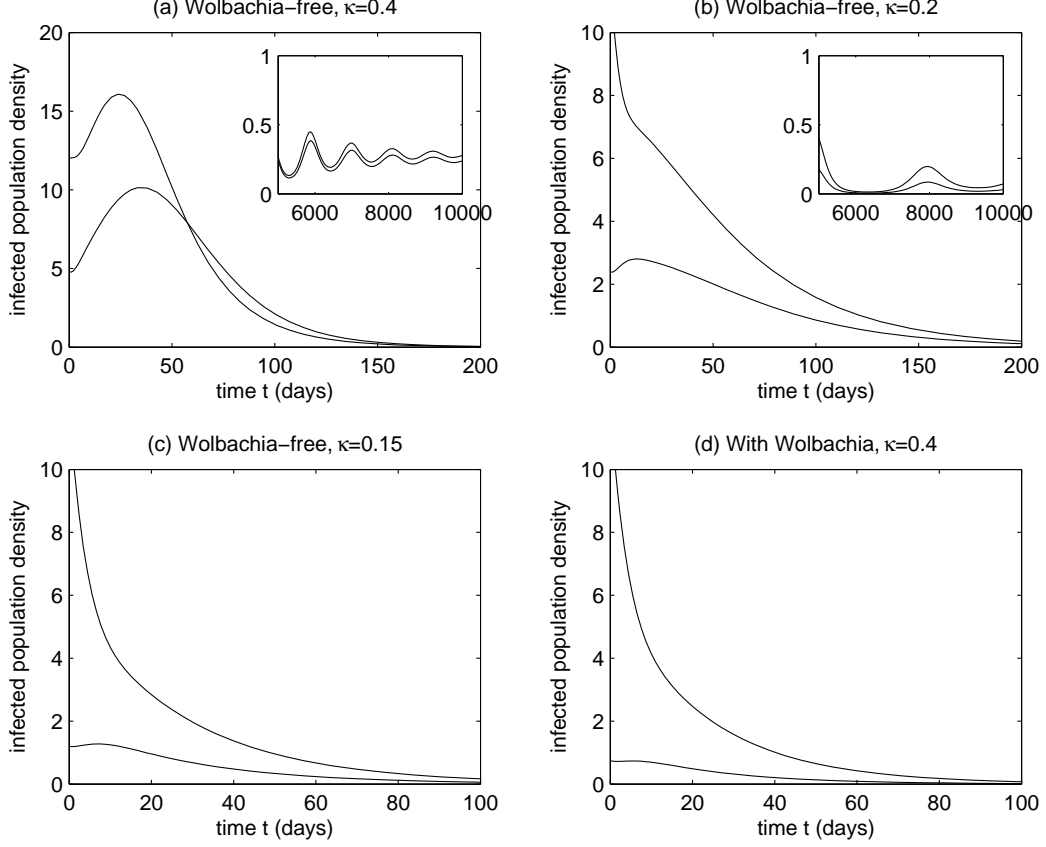 (a) Wolbachia−free, κ=0.4
20
15
10
5
0
0 50 100 150 200
infected population density
time t (days)
1
0.5
0
6000 8000 10000
(b) Wolbachia−free, κ=0.2
10
8
6
4
2
0
0 50 100 150 200
infected population density
time t (days)
1
0.5
0
6000 8000 10000
(c) Wolbachia−free, κ=0.15
10
8
6
4
2
0
0 20 40 60 80 100
infected population density
time t (days)
(d) With Wolbachia, κ=0.4
10
8
6
4
2
0
0 20 40 60 80 100
infected population density
time t (days)